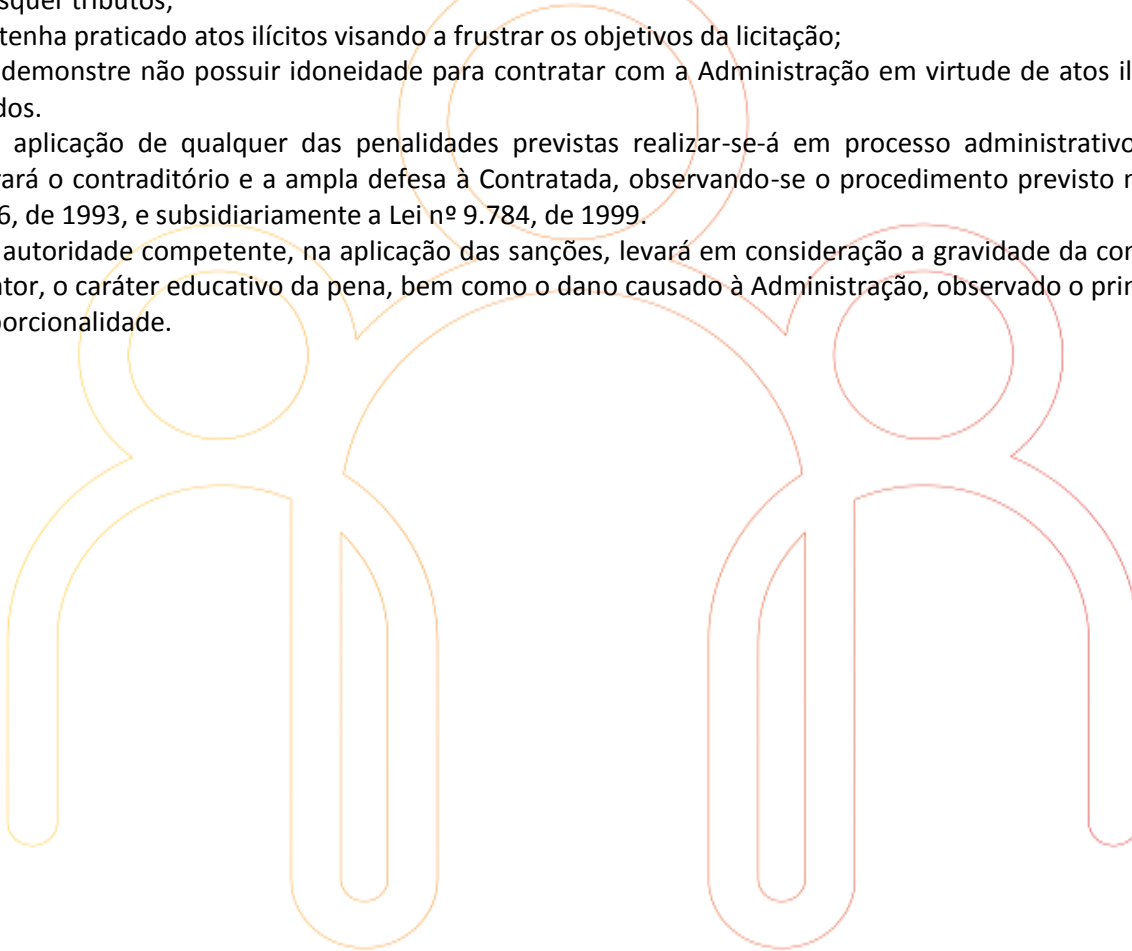 squer tributos;
tenha praticado atos ilícitos visando a frustrar os objetivos da licitação;
demonstre não possuir idoneidade para contratar com a Administração em virtude de atos il
dos.
aplicação de qualquer das penalidades previstas realizar-se-á em processo administrativo
rará o contraditório e a ampla defesa à Contratada, observando-se o procedimento previsto n
6, de 1993, e subsidiariamente a Lei nº 9.784, de 1999.
autoridade competente, na aplicação das sanções, levará em consideração a gravidade da con
ator, o caráter educativo da pena, bem como o dano causado à Administração, observado o prin
porcionalidade.